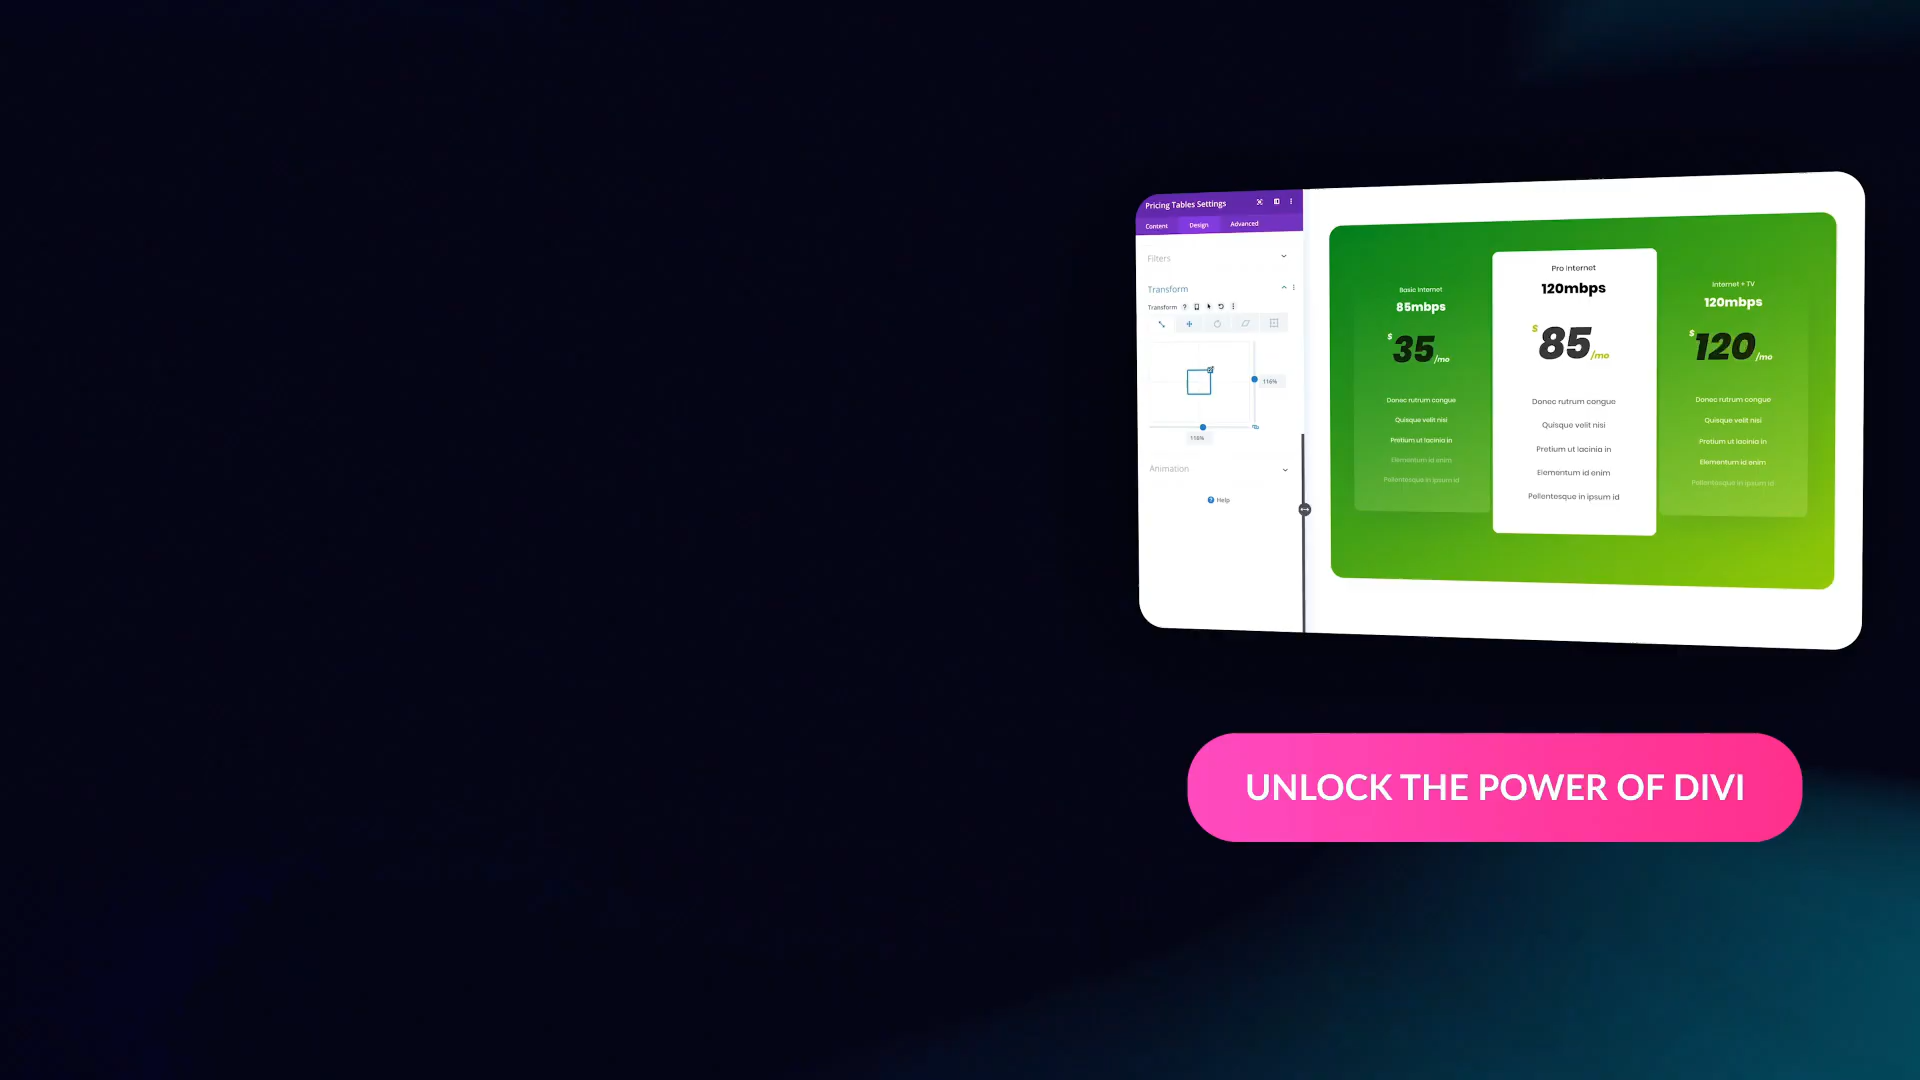 Pricing Tables Settings
Content
Design
Advanced
Filters
Transform
Transform
116%
116%
Animation
Help
Basic Internet
85mbps
$35/mo
Donec rutrum congue
Quisque velit nisi
Pretium ut lacinia in
Elementum id enim
Pellentesque in ipsum id
Pro Internet
120mbps
$85/mo
Donec rutrum congue
Quisque velit nisi
Pretium ut lacinia in
Elementum id enim
Pellentesque in ipsum id
Internet + TV
120mbps
$120/mo
Donec rutrum congue
Quisque velit nisi
Pretium ut lacinia in
Elementum id enim
Pellentesque in ipsum id
UNLOCK THE POWER OF DIVI